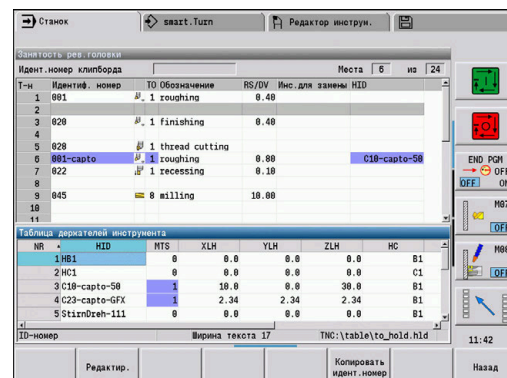 Станок smart.Turn Редактор инструм.
Занятость рев.головки
Идент.номер клипборда Места 6 из 24
Т-н Идентиф. номер TO Обозначение RS/DV Инс.для замены HID
1 001 1 roughing 0.40
2
3 020 1 finishing 0.40
4
5 028 1 thread cutting
6 001-capto 1 roughing 0.80 C10-capto-50
7 022 1 recessing 0.10
8
9 045 8 milling 10.00
10
11
Таблица держателей инструмента
NR HID MTS XLH YLH ZLH HC
1 HB1 0 0.0 0.0 0.0 B1
2 HC1 0 0.0 0.0 0.0 C1
3 C10-capto-50 1 10.0 0.0 30.0 B1
4 C23-capto-GFX 1 2.34 2.34 2.34 B1
5 StirnDreh-111 0 0.0 0.0 0.0 B1
ID-номер Ширина текста 17 TNC:\table\to_hold.hld
END PGM
OFF
OFF ON
M07
OFF
M08
OFF
11:42
Редактир. Копировать идент.номер Назад